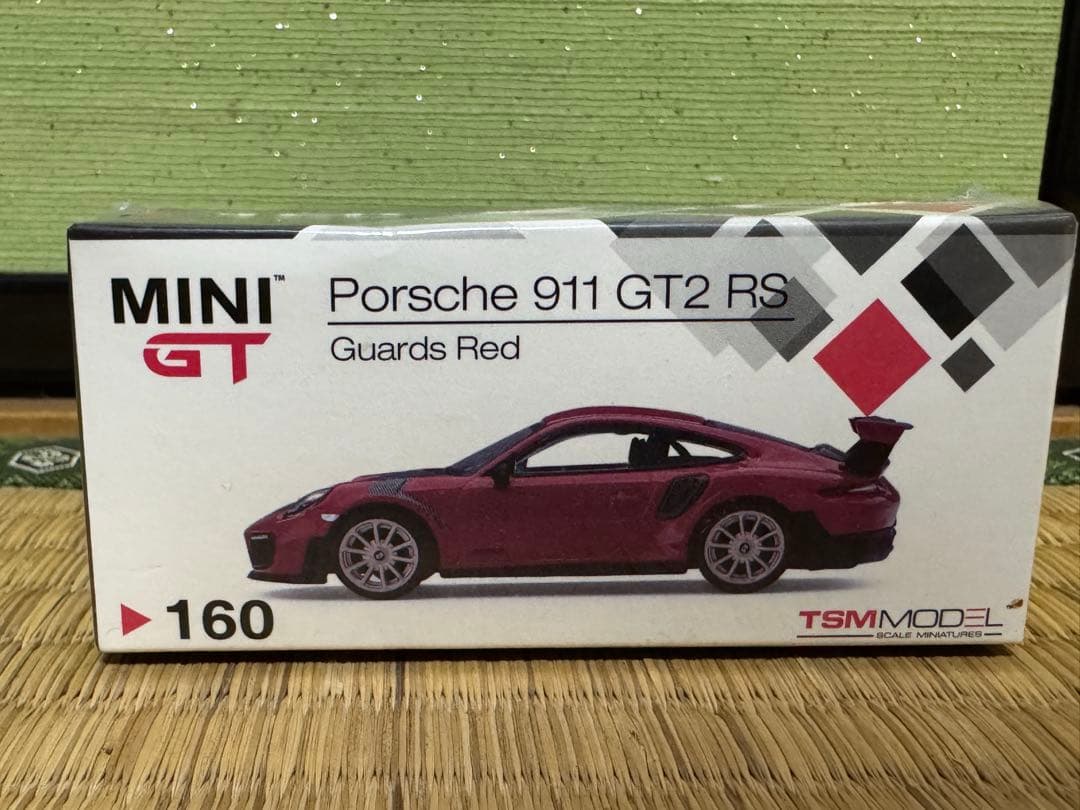 MINI™
GT
Porsche 911 GT2 RS
Guards Red
160
TSMMODEL
SCALE MINIATURES